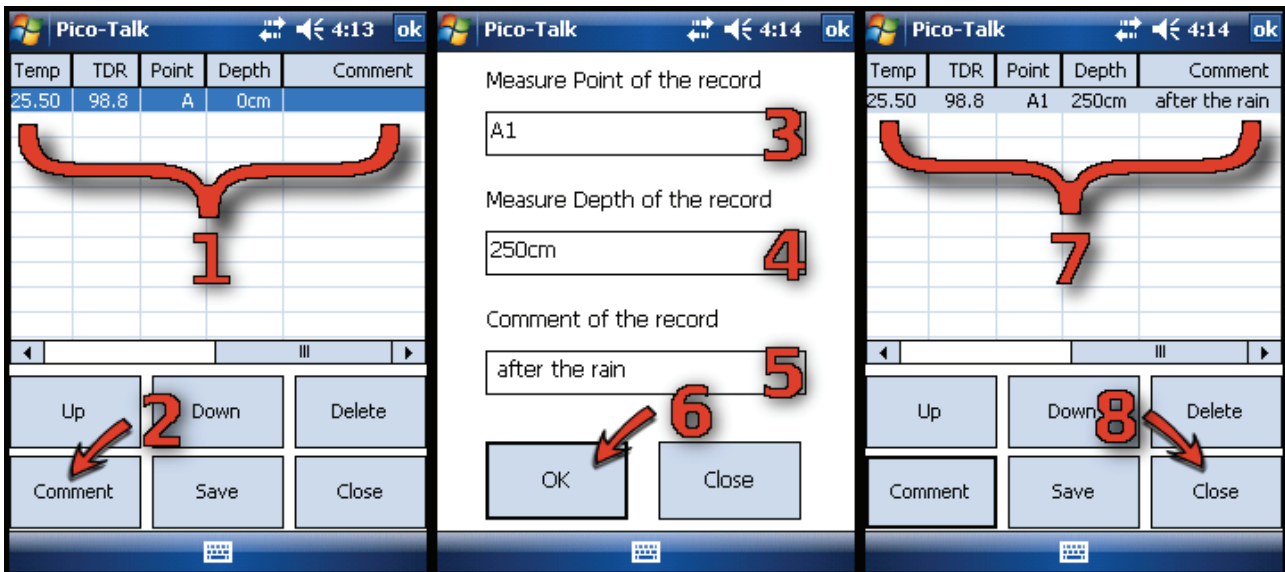 Pico-Talk 4:13 ok
Temp TDR Point Depth Comment
25.50 98.8 A 0cm
1
Up Down Delete
2
Comment Save Close
Pico-Talk 4:14 ok
Measure Point of the record
A1 3
Measure Depth of the record
250cm 4
Comment of the record
after the rain 5
6
OK Close
Pico-Talk 4:14 ok
Temp TDR Point Depth Comment
25.50 98.8 A1 250cm after the rain
7
Up Down Delete
8
Comment Save Close